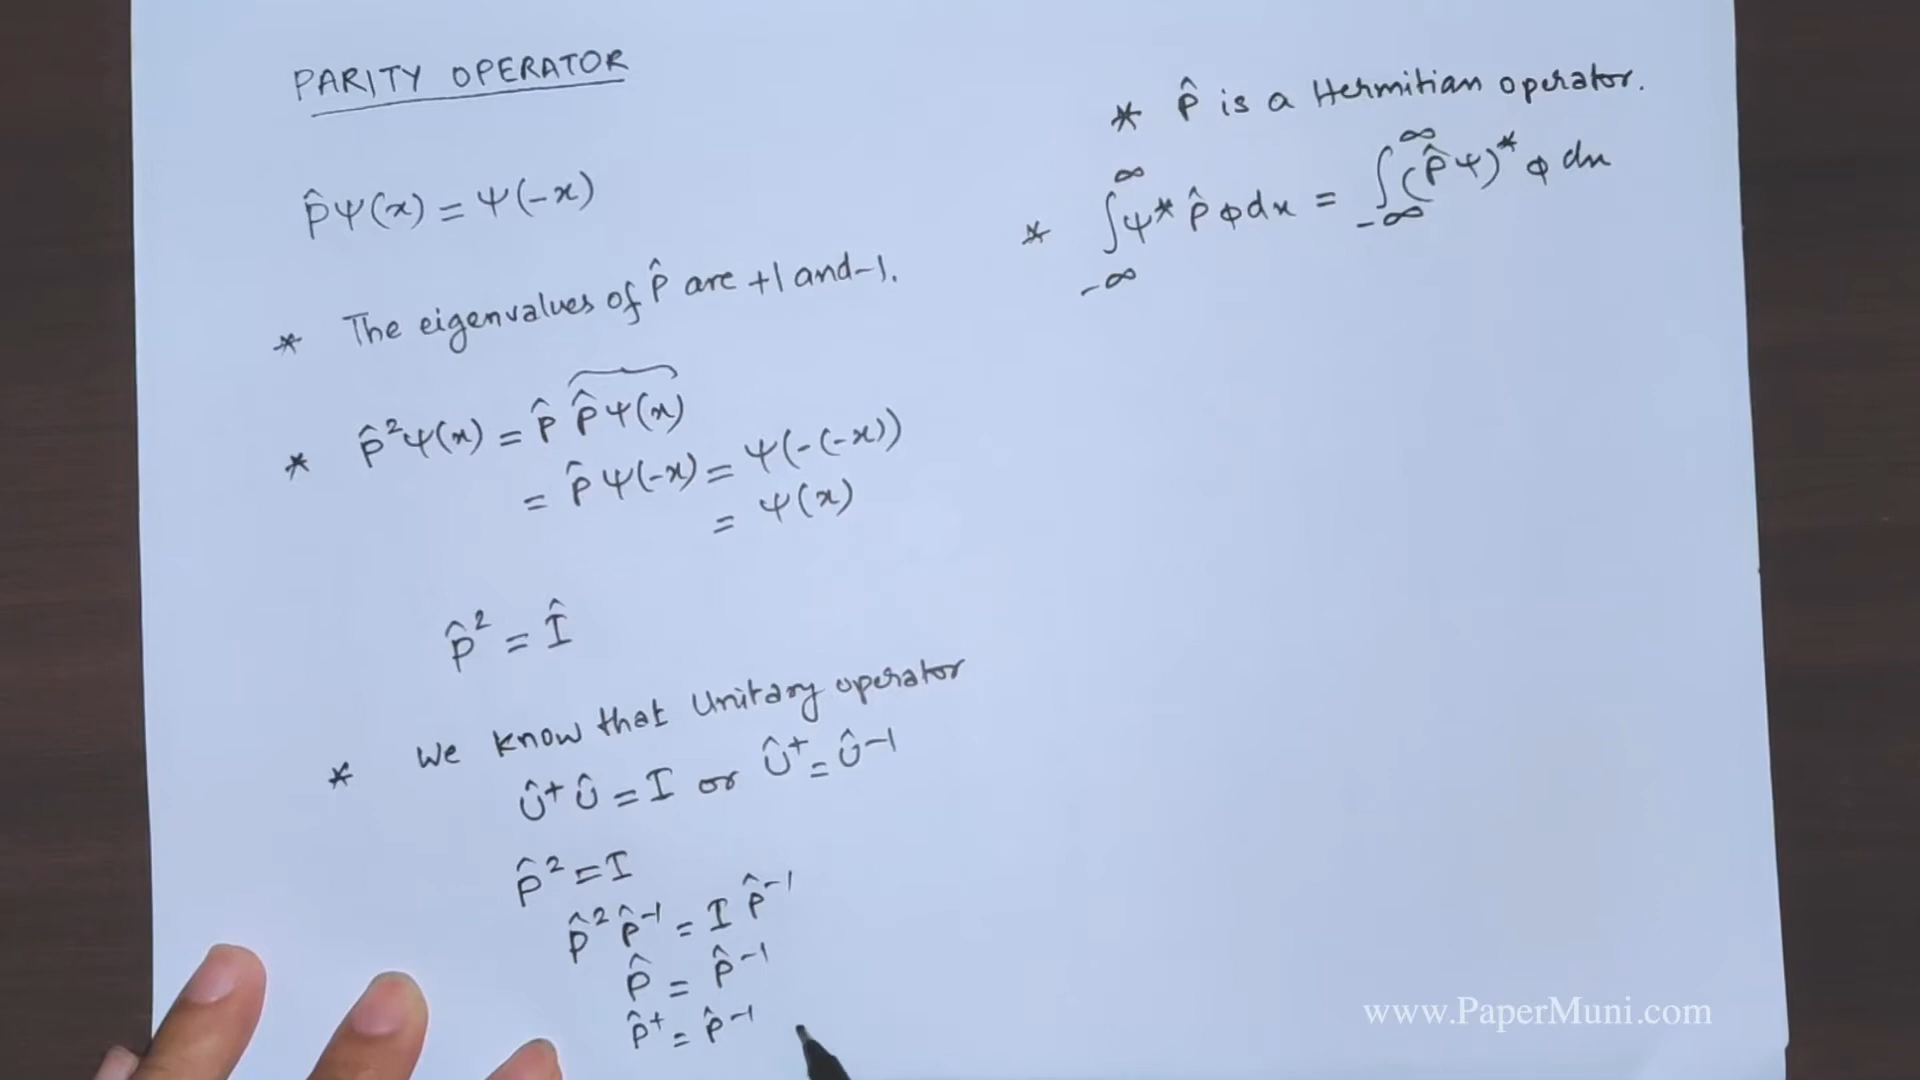 PARITY OPERATOR
P̂Ψ(x) = Ψ(-x)
* The eigenvalues of P̂ are +1 and -1.
* P̂²Ψ(x) = P̂ P̂Ψ(x)
= P̂Ψ(-x) = Ψ(-(-x))
= Ψ(x)
P̂² = Î
* We know that Unitary operator
Û⁺Û = I or Û⁺ = Û⁻¹
P̂² = I
P̂² P̂⁻¹ = I P̂⁻¹
P̂ = P̂⁻¹
P̂⁺ = P̂⁻¹
* P̂ is a Hermitian operator.
* ∫_{-∞}^{∞} Ψ* P̂ φ dx = ∫_{-∞}^{∞} (P̂Ψ)* φ dx
www.PaperMuni.com